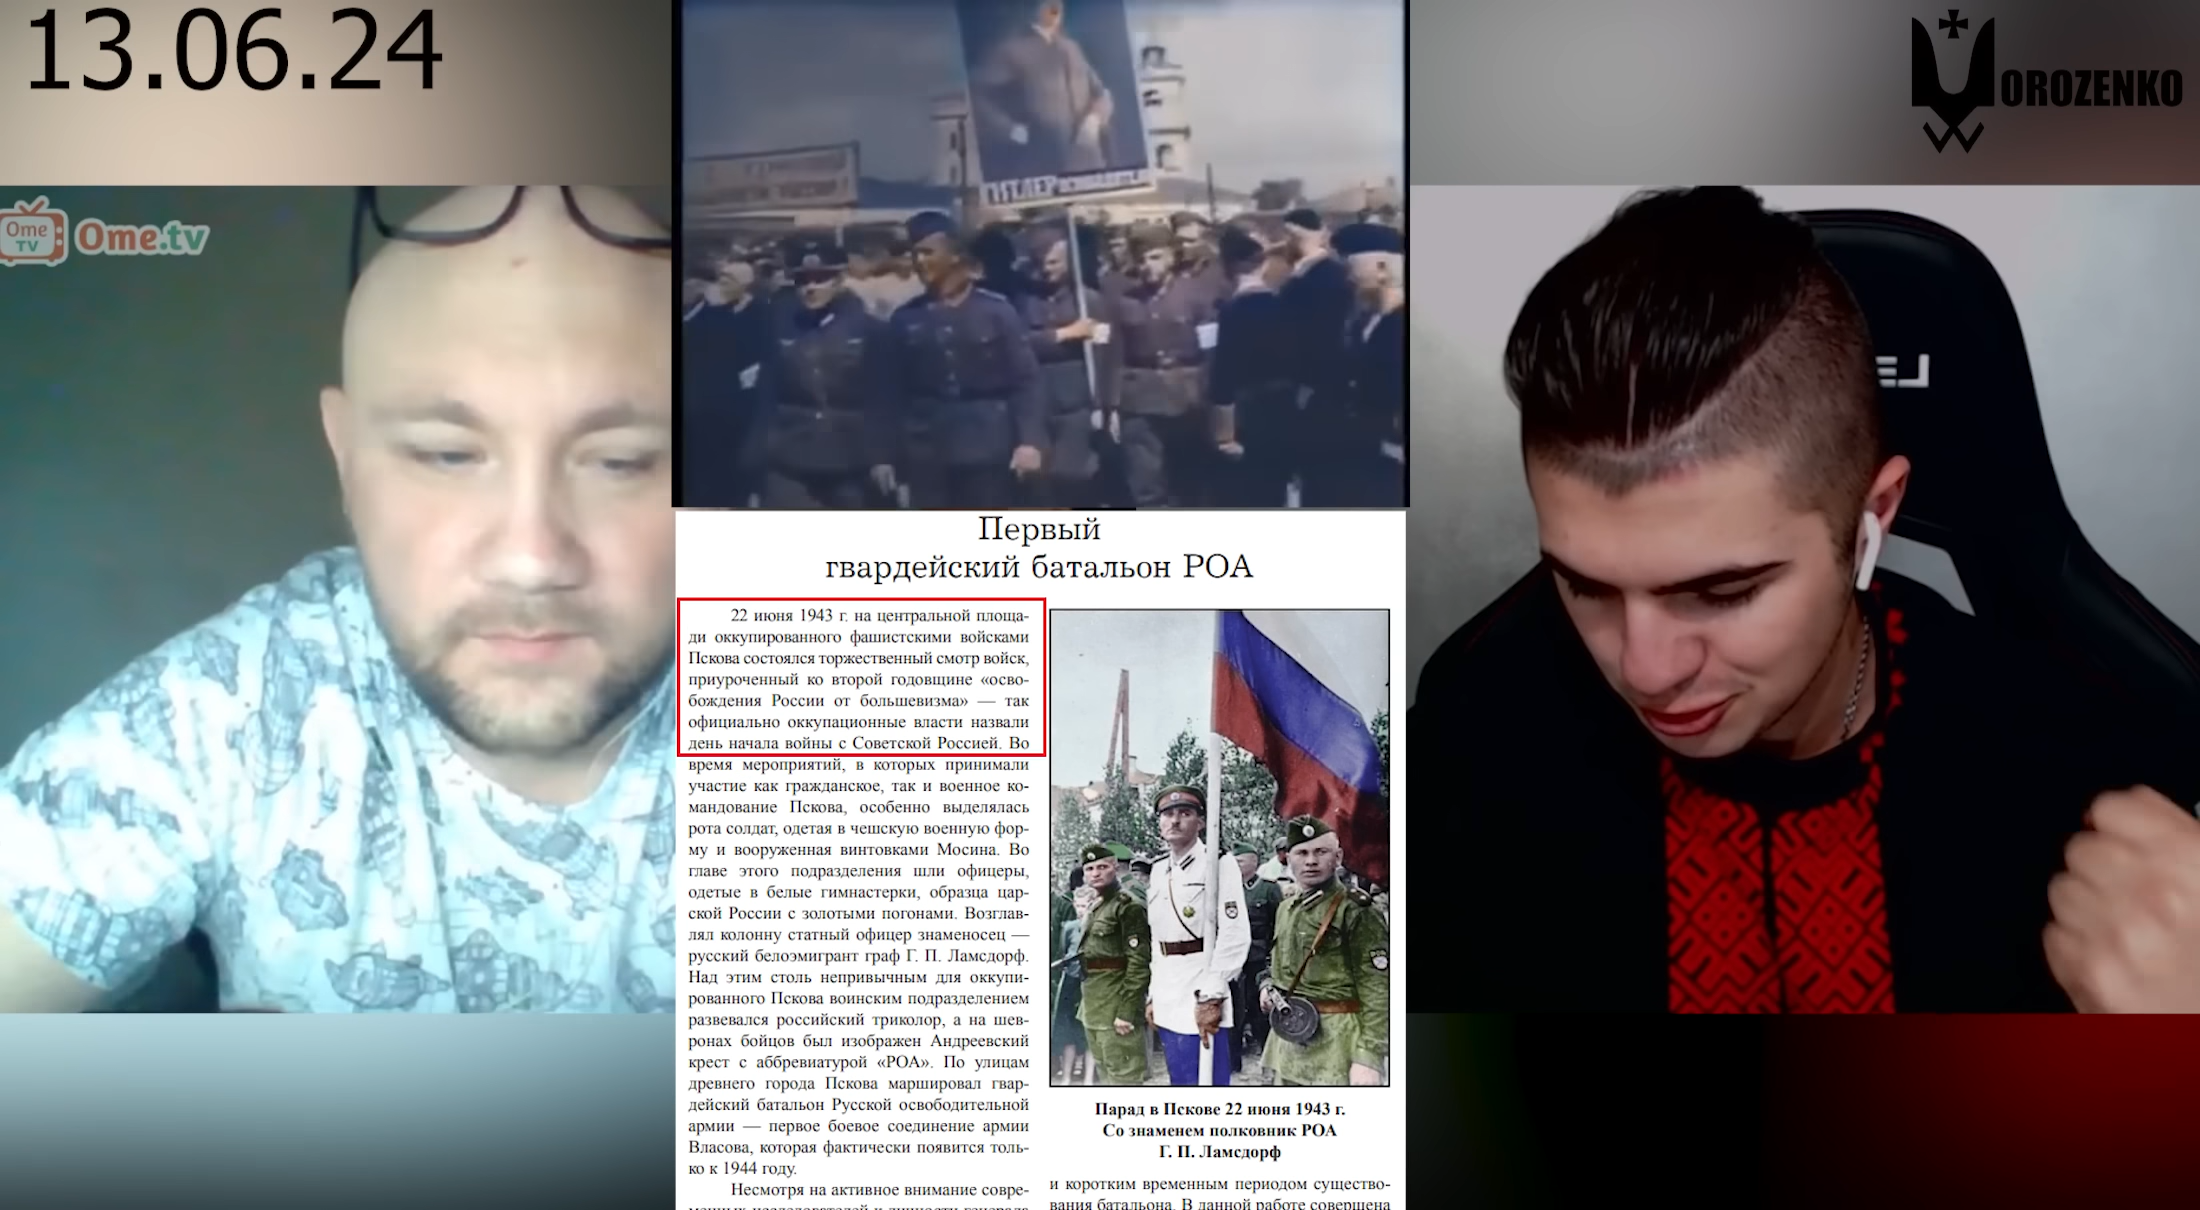 13.06.24
OROZENKO
Ome
TV
Ome.tv
ГИТЛЕР
Первый
гвардейский батальон РОА
22 июня 1943 г. на центральной площа-
ди оккупированного фашистскими войсками
Пскова состоялся торжественный смотр войск,
приуроченный ко второй годовщине «осво-
бождения России от большевизма» — так
официально оккупационные власти назвали
день начала войны с Советской Россией. Во
время мероприятий, в которых принимали
участие как гражданское, так и военное ко-
мандование Пскова, особенно выделялась
рота солдат, одетая в чешскую военную фор-
му и вооруженная винтовками Мосина. Во
главе этого подразделения шли офицеры,
одетые в белые гимнастерки, образца цар-
ской России с золотыми погонами. Возглав-
лял колонну статный офицер знаменосец —
русский белоэмигрант граф Г. П. Ламсдорф.
Над этим столь непривычным для оккупи-
рованного Пскова воинским подразделением
развевался российский триколор, а на шев-
ронах бойцов был изображен Андреевский
крест с аббревиатурой «РОА». По улицам
древнего города Пскова маршировал гвар-
дейский батальон Русской освободительной
армии — первое боевое соединение армии
Власова, которая фактически появится толь-
ко к 1944 году.
Несмотря на активное внимание совре-
Парад в Пскове 22 июня 1943 г.
Со знаменем полковник РОА
Г. П. Ламсдорф
и коротким временным периодом существо-
вания батальона. В данной работе совершена